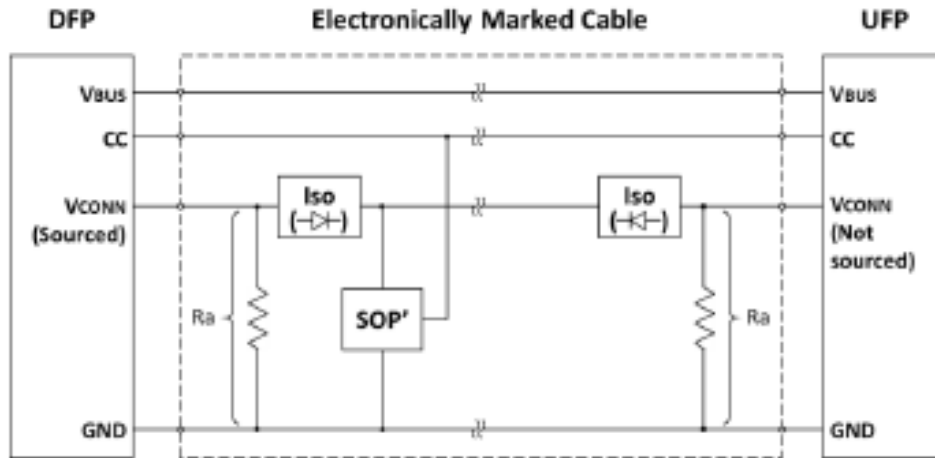 DFP
Electronically Marked Cable
UFP
VBUS
VBUS
CC
CC
VCONN
(Sourced)
Iso
Iso
VCONN
(Not
sourced)
Ra
SOP'
Ra
GND
GND